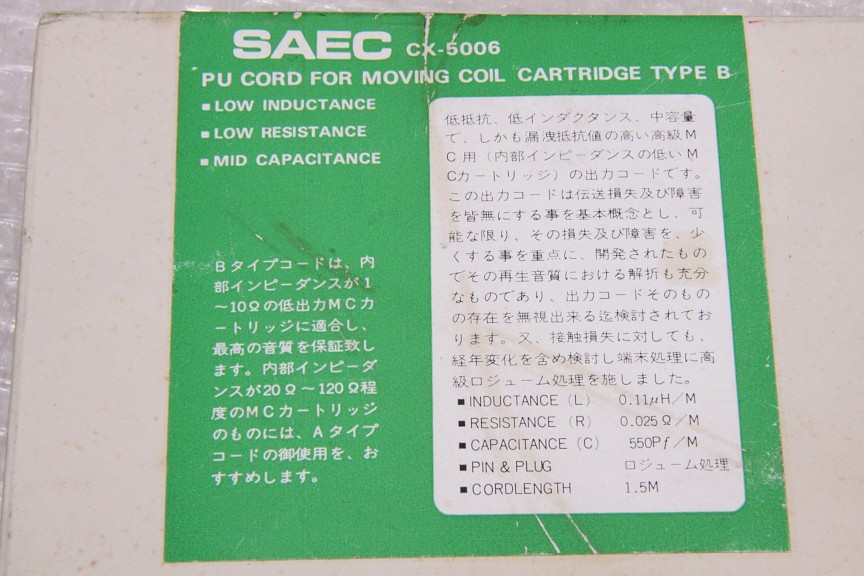 SAEC CX-5006
PU CORD FOR MOVING COIL CARTRIDGE TYPE B
■LOW INDUCTANCE
■LOW RESISTANCE
■MID CAPACITANCE
Bタイプコードは、内
部インピーダンスが1
～10Ωの低出力MCカ
ートリッジに適合し、
最高の音質を保証致し
ます。内部インピーダ
ンスが20Ω～120Ω程
度のMCカートリッジ
のものには、Aタイプ
コードの御使用を、お
すすめします。
低抵抗、低インダクタンス、中容量
で、しかも漏洩抵抗値の高い高級M
C用（内部インピーダンスの低いM
Cカートリッジ）の出力コードです。
この出力コードは伝送損失及び障害
を皆無にする事を基本概念とし、可
能な限り、その損失及び障害を、少
くする事を重点に、開発されたもの
でその再生音質における解折も充分
なものであり、出力コードそのもの
の存在を無視出来る迄検討されてお
ります。又、接触損失に対しても、
経年変化を含め検討し端末処理に高
級ロジューム処理を施しました。
■INDUCTANCE（L） 0.11μH／M
■RESISTANCE（R） 0.025Ω／M
■CAPACITANCE（C） 550Pf／M
■PIN & PLUG ロジューム処理
■CORDLENGTH 1.5M